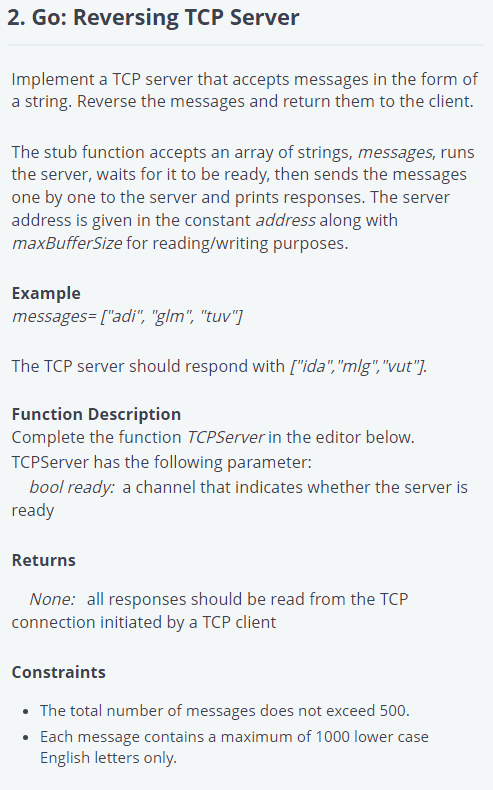 2. Go: Reversing TCP Server
Implement a TCP server that accepts messages in the form of
a string. Reverse the messages and return them to the client.
The stub function accepts an array of strings, messages, runs
the server, waits for it to be ready, then sends the messages
one by one to the server and prints responses. The server
address is given in the constant address along with
maxBufferSize for reading/writing purposes.
Example
messages= ["adi", "glm", "tuv"]
The TCP server should respond with ["ida","mlg","vut"].
Function Description
Complete the function TCPServer in the editor below.
TCPServer has the following parameter:
bool ready: a channel that indicates whether the server is
ready
Returns
None: all responses should be read from the TCP
connection initiated by a TCP client
Constraints
• The total number of messages does not exceed 500.
• Each message contains a maximum of 1000 lower case
English letters only.